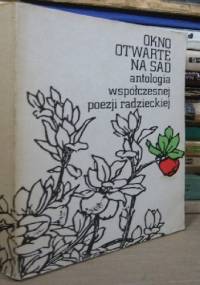 OKNO
OTWARTE
NA SAD
antologia
współczesnej
poezji radzieckiej